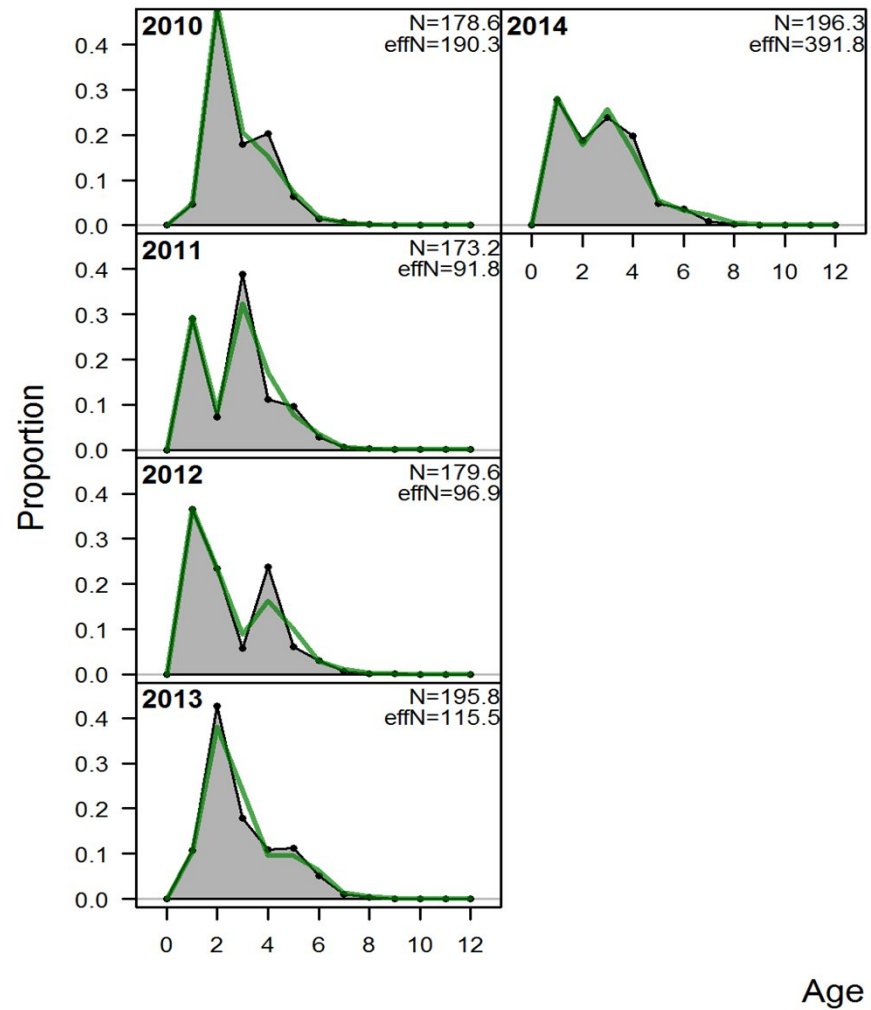 2010
N=178.6
effN=190.3
0.4
0.3
0.2
0.1
0.0
2014
N=196.3
effN=391.8
0 2 4 6 8 10 12
2011
N=173.2
effN=91.8
0.4
0.3
0.2
0.1
0.0
2012
N=179.6
effN=96.9
0.4
0.3
0.2
0.1
0.0
2013
N=195.8
effN=115.5
0.4
0.3
0.2
0.1
0.0
0 2 4 6 8 10 12
Proportion
Age